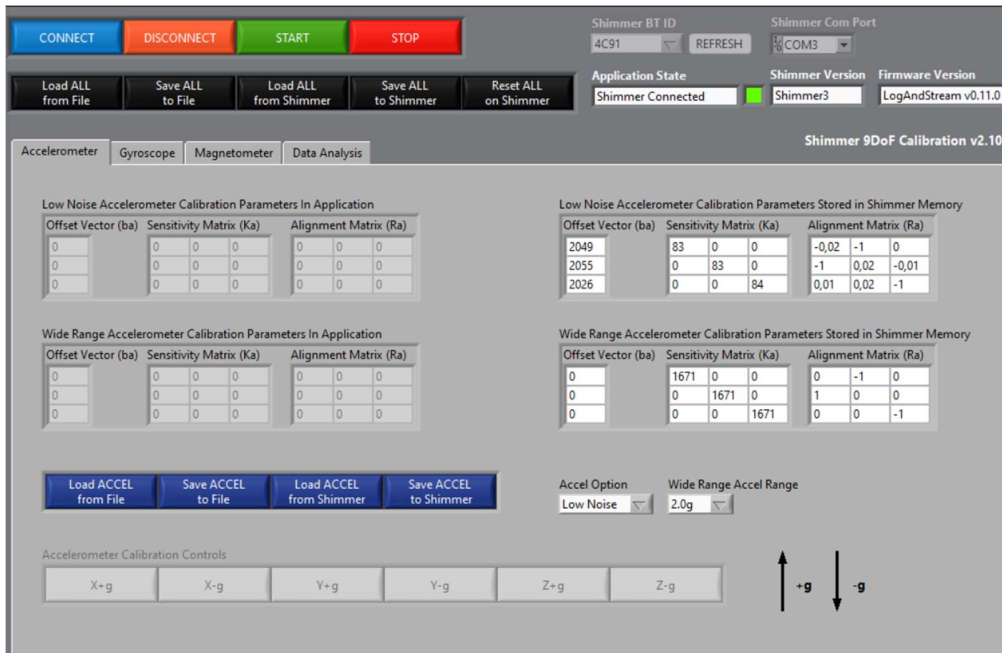 Shimmer BT ID Shimmer Com Port
CONNECT DISCONNECT START STOP 4C91 REFRESH COM3
Application State Shimmer Version Firmware Version
Load ALL from File Save ALL to File Load ALL from Shimmer Save ALL to Shimmer Reset ALL on Shimmer
Shimmer Connected Shimmer3 LogAndStream v0.11.0
Shimmer 9DoF Calibration v2.10
Accelerometer Gyroscope Magnetometer Data Analysis
Low Noise Accelerometer Calibration Parameters In Application
Offset Vector (ba) Sensitivity Matrix (Ka) Alignment Matrix (Ra)
0 0 0 0 0 0 0
0 0 0 0 0 0 0
0 0 0 0 0 0 0
Low Noise Accelerometer Calibration Parameters Stored in Shimmer Memory
Offset Vector (ba) Sensitivity Matrix (Ka) Alignment Matrix (Ra)
2049 83 0 0 -0,02 -1 0
2055 0 83 0 -1 0,02 -0,01
2026 0 0 84 0,01 0,02 -1
Wide Range Accelerometer Calibration Parameters In Application
Offset Vector (ba) Sensitivity Matrix (Ka) Alignment Matrix (Ra)
0 0 0 0 0 0 0
0 0 0 0 0 0 0
0 0 0 0 0 0 0
Wide Range Accelerometer Calibration Parameters Stored in Shimmer Memory
Offset Vector (ba) Sensitivity Matrix (Ka) Alignment Matrix (Ra)
0 1671 0 0 0 -1 0
0 0 1671 0 1 0 0
0 0 0 1671 0 0 -1
Load ACCEL from File Save ACCEL to File Load ACCEL from Shimmer Save ACCEL to Shimmer
Accel Option Wide Range Accel Range
Low Noise 2.0g
Accelerometer Calibration Controls
X+g X-g Y+g Y-g Z+g Z-g
+g -g